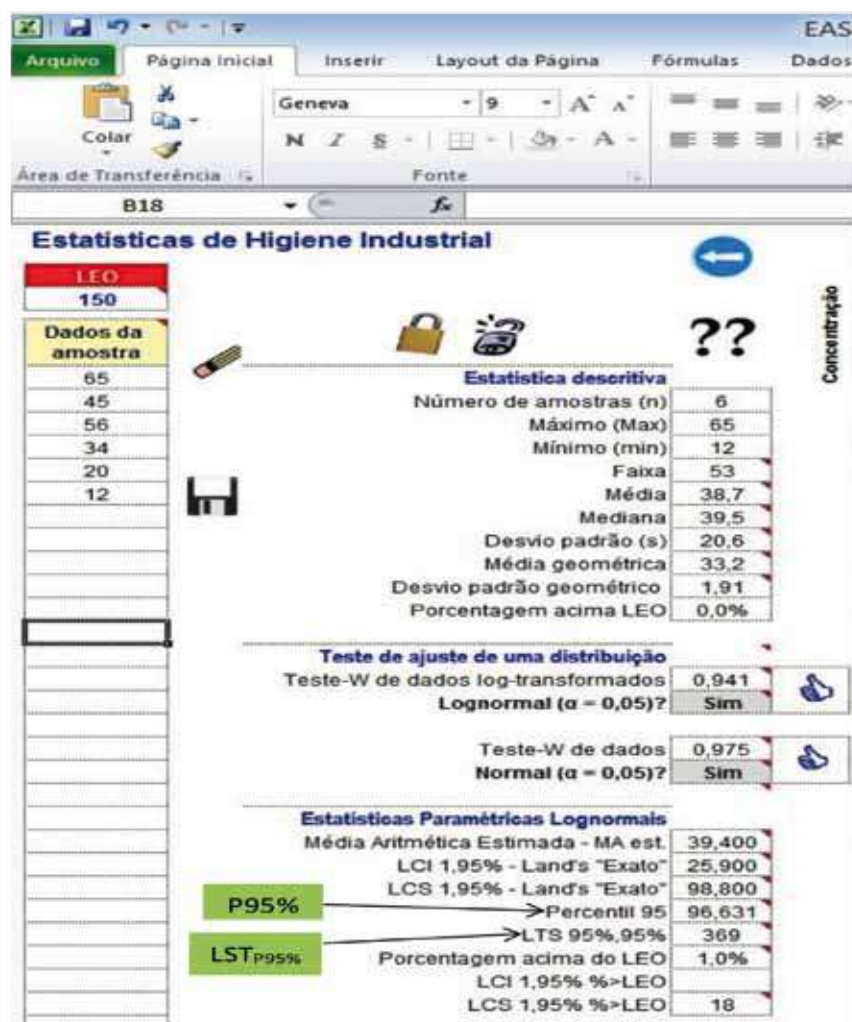 EAS
Arquivo Página Inicial Inserir Layout da Página Fórmulas Dados
Colar
Geneva 9 A A
N I S A
Área de Transferência Fonte
B18 fx
Estatisticas de Higiene Industrial
LEO
150
Dados da
amostra
??
Concentração
65 Estatistica descritiva
45 Número de amostras (n) 6
56 Máximo (Max) 65
34 Mínimo (min) 12
20 Faixa 53
12 Média 38,7
Mediana 39,5
Desvio padrão (s) 20,6
Média geométrica 33,2
Desvio padrão geométrico 1,91
Porcentagem acima LEO 0,0%
Teste de ajuste de uma distribuição
Teste-W de dados log-transformados 0,941
Lognormal (α = 0,05)? Sim
Teste-W de dados 0,975
Normal (α = 0,05)? Sim
Estatisticas Paramétricas Lognormais
Média Aritmética Estimada - MA est. 39,400
LCI 1,95% - Land's "Exato" 25,900
LCS 1,95% - Land's "Exato" 98,800
P95% Percentil 95 96,631
LTS 95%,95% 369
LSTP95% Porcentagem acima do LEO 1,0%
LCI 1,95% %>LEO
LCS 1,95% %>LEO 18